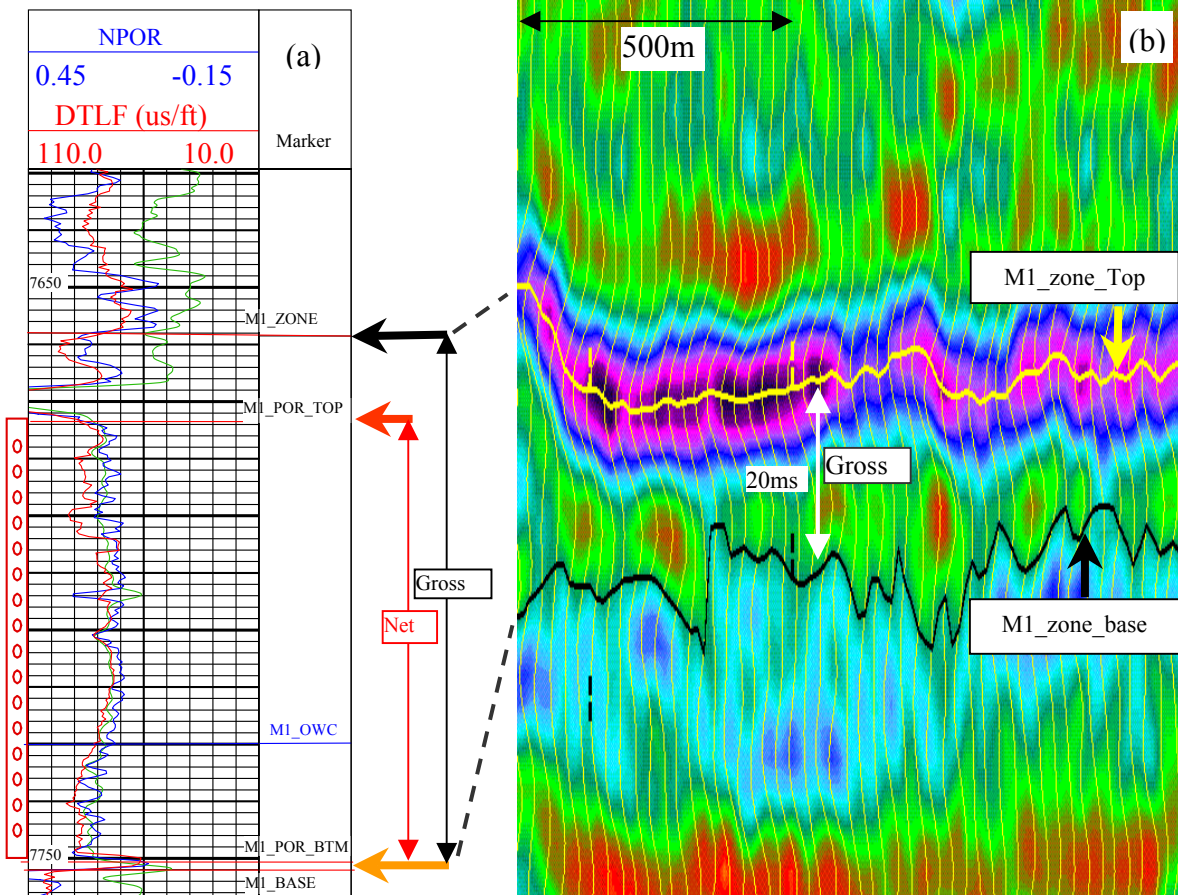 NPOR
0.45 -0.15
DTLF (us/ft)
110.0 10.0
(a)
Marker
7650
M1_ZONE
M1_POR_TOP
Gross
Net
M1_OWC
M1_POR_BTM
7750
M1_BASE
500m
(b)
M1_zone_Top
Gross
20ms
M1_zone_base